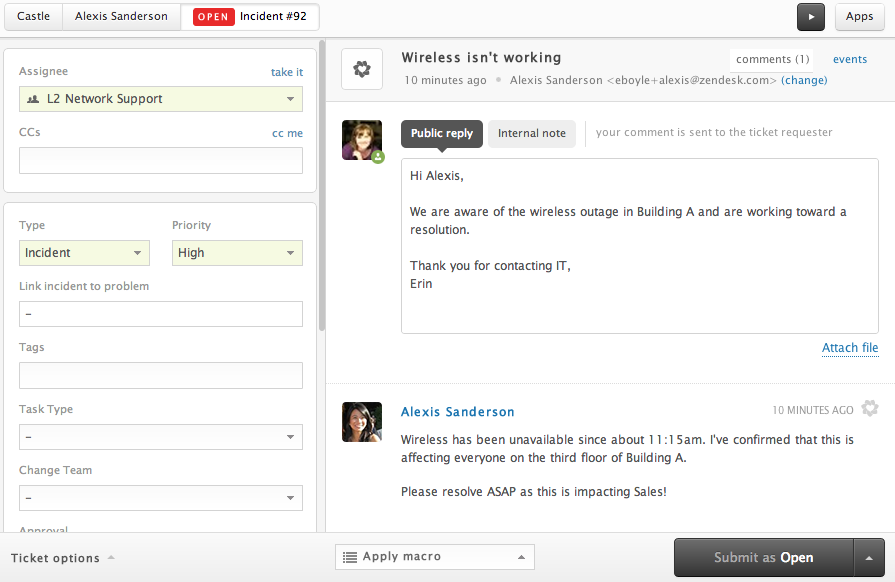 Castle
Alexis Sanderson
OPEN Incident #92
Apps
Assignee
take it
L2 Network Support
CCs
cc me
Type
Priority
Incident
High
Link incident to problem
–
Tags
Task Type
–
Change Team
–
Approval
Wireless isn't working
comments (1)
events
10 minutes ago
Alexis Sanderson <eboyle+alexis@zendesk.com> (change)
Public reply
Internal note
your comment is sent to the ticket requester
Hi Alexis,
We are aware of the wireless outage in Building A and are working toward a
resolution.
Thank you for contacting IT,
Erin
Attach file
Alexis Sanderson
10 MINUTES AGO
Wireless has been unavailable since about 11:15am. I've confirmed that this is
affecting everyone on the third floor of Building A.
Please resolve ASAP as this is impacting Sales!
Ticket options
Apply macro
Submit as Open